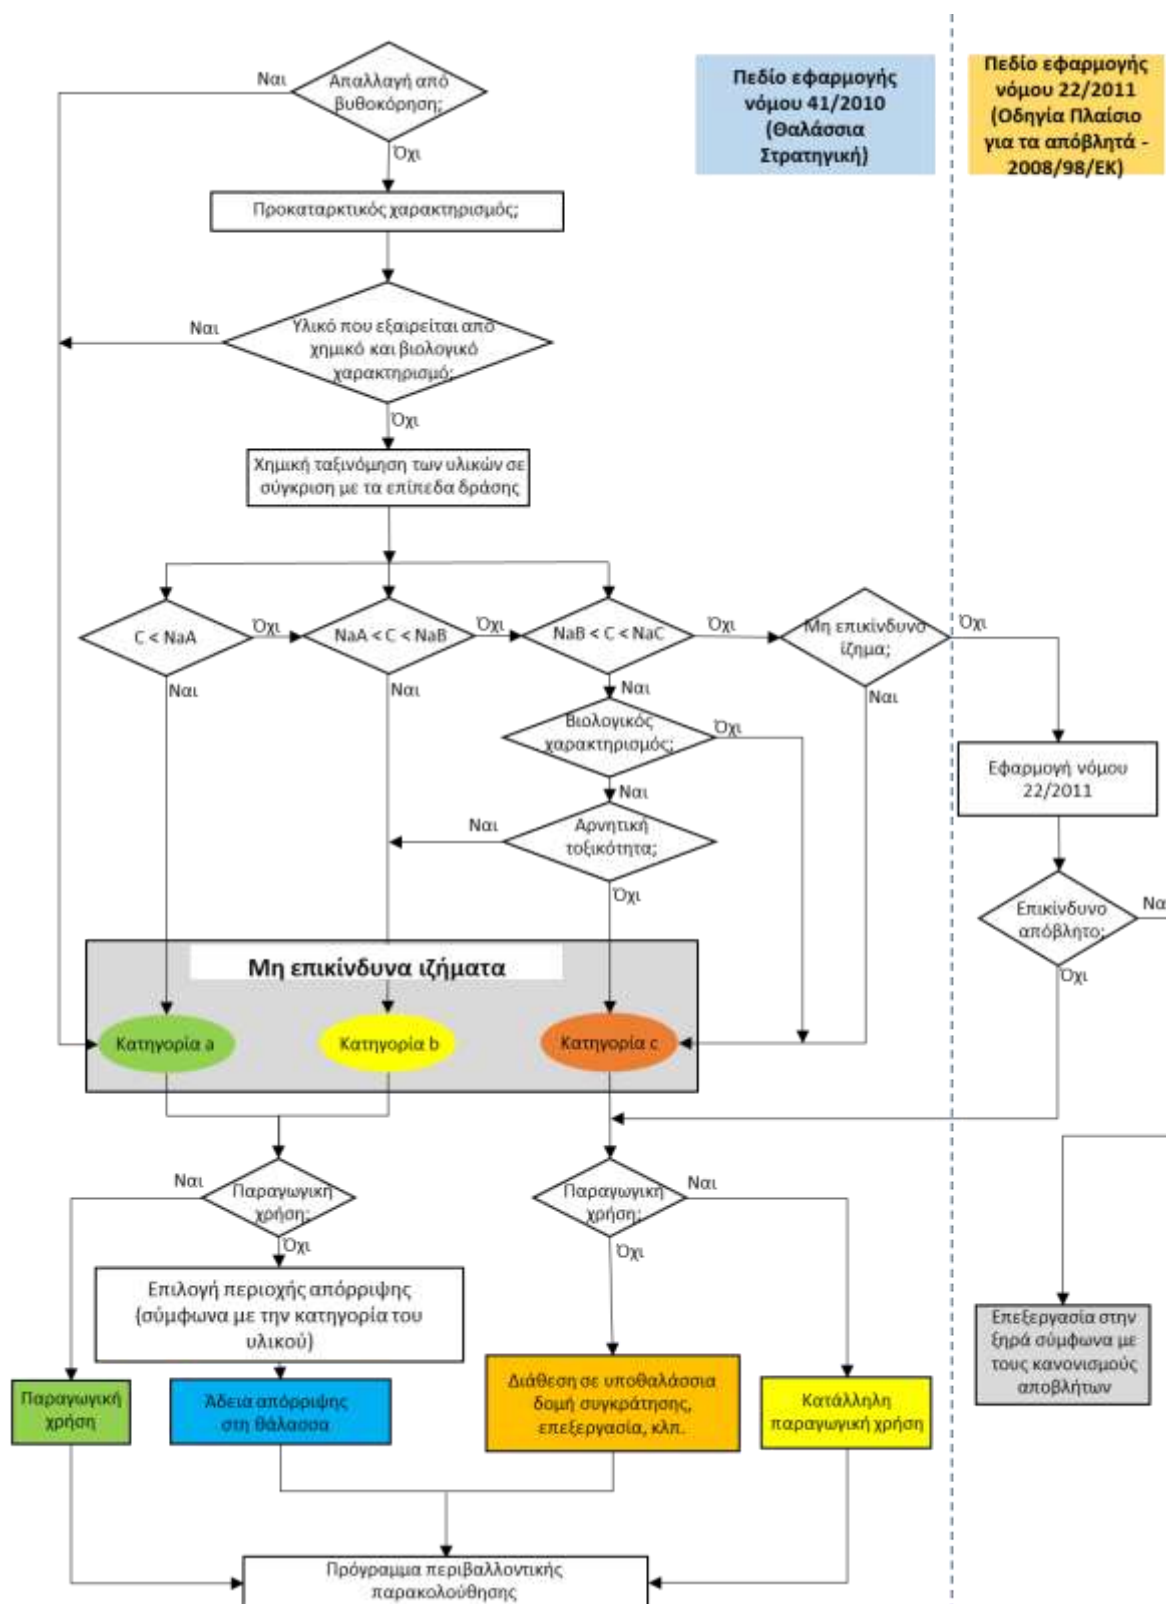 Πεδίο εφαρμογής
νόμου 41/2010
(Θαλάσσια
Στρατηγική)
Πεδίο εφαρμογής
νόμου 22/2011
(Οδηγία Πλαίσιο
για τα απόβλητά -
2008/98/ΕΚ)
Ναι
Απαλλαγή από
βυθοκόρηση;
Όχι
Προκαταρκτικός χαρακτηρισμός;
Ναι
Υλικό που εξαιρείται από
χημικό και βιολογικό
χαρακτηρισμό;
Όχι
Χημική ταξινόμηση των υλικών σε
σύγκριση με τα επίπεδα δράσης
C < NaA
Όχι
NaA < C < NaB
Όχι
NaB < C < NaC
Όχι
Μη επικίνδυνο
ίζημα;
Όχι
Ναι
Ναι
Ναι
Ναι
Βιολογικός
χαρακτηρισμός;
Όχι
Εφαρμογή νόμου
22/2011
Ναι
Ναι
Αρνητική
τοξικότητα;
Όχι
Επικίνδυνο
απόβλητο;
Να
Όχι
Μη επικίνδυνα ιζήματα
Κατηγορία a
Κατηγορία b
Κατηγορία c
Ναι
Παραγωγική
χρήση;
Όχι
Παραγωγική
χρήση;
Ναι
Όχι
Επιλογή περιοχής απόρριψης
(σύμφωνα με την κατηγορία του
υλικού)
Επεξεργασία στην
ξηρά σύμφωνα με
τους κανονισμούς
αποβλήτων
Παραγωγική
χρήση
Άδεια απόρριψης
στη θάλασσα
Διάθεση σε υποθαλάσσια
δομή συγκράτησης,
επεξεργασία, κλπ.
Κατάλληλη
παραγωγική χρήση
Πρόγραμμα περιβαλλοντικής
παρακολούθησης